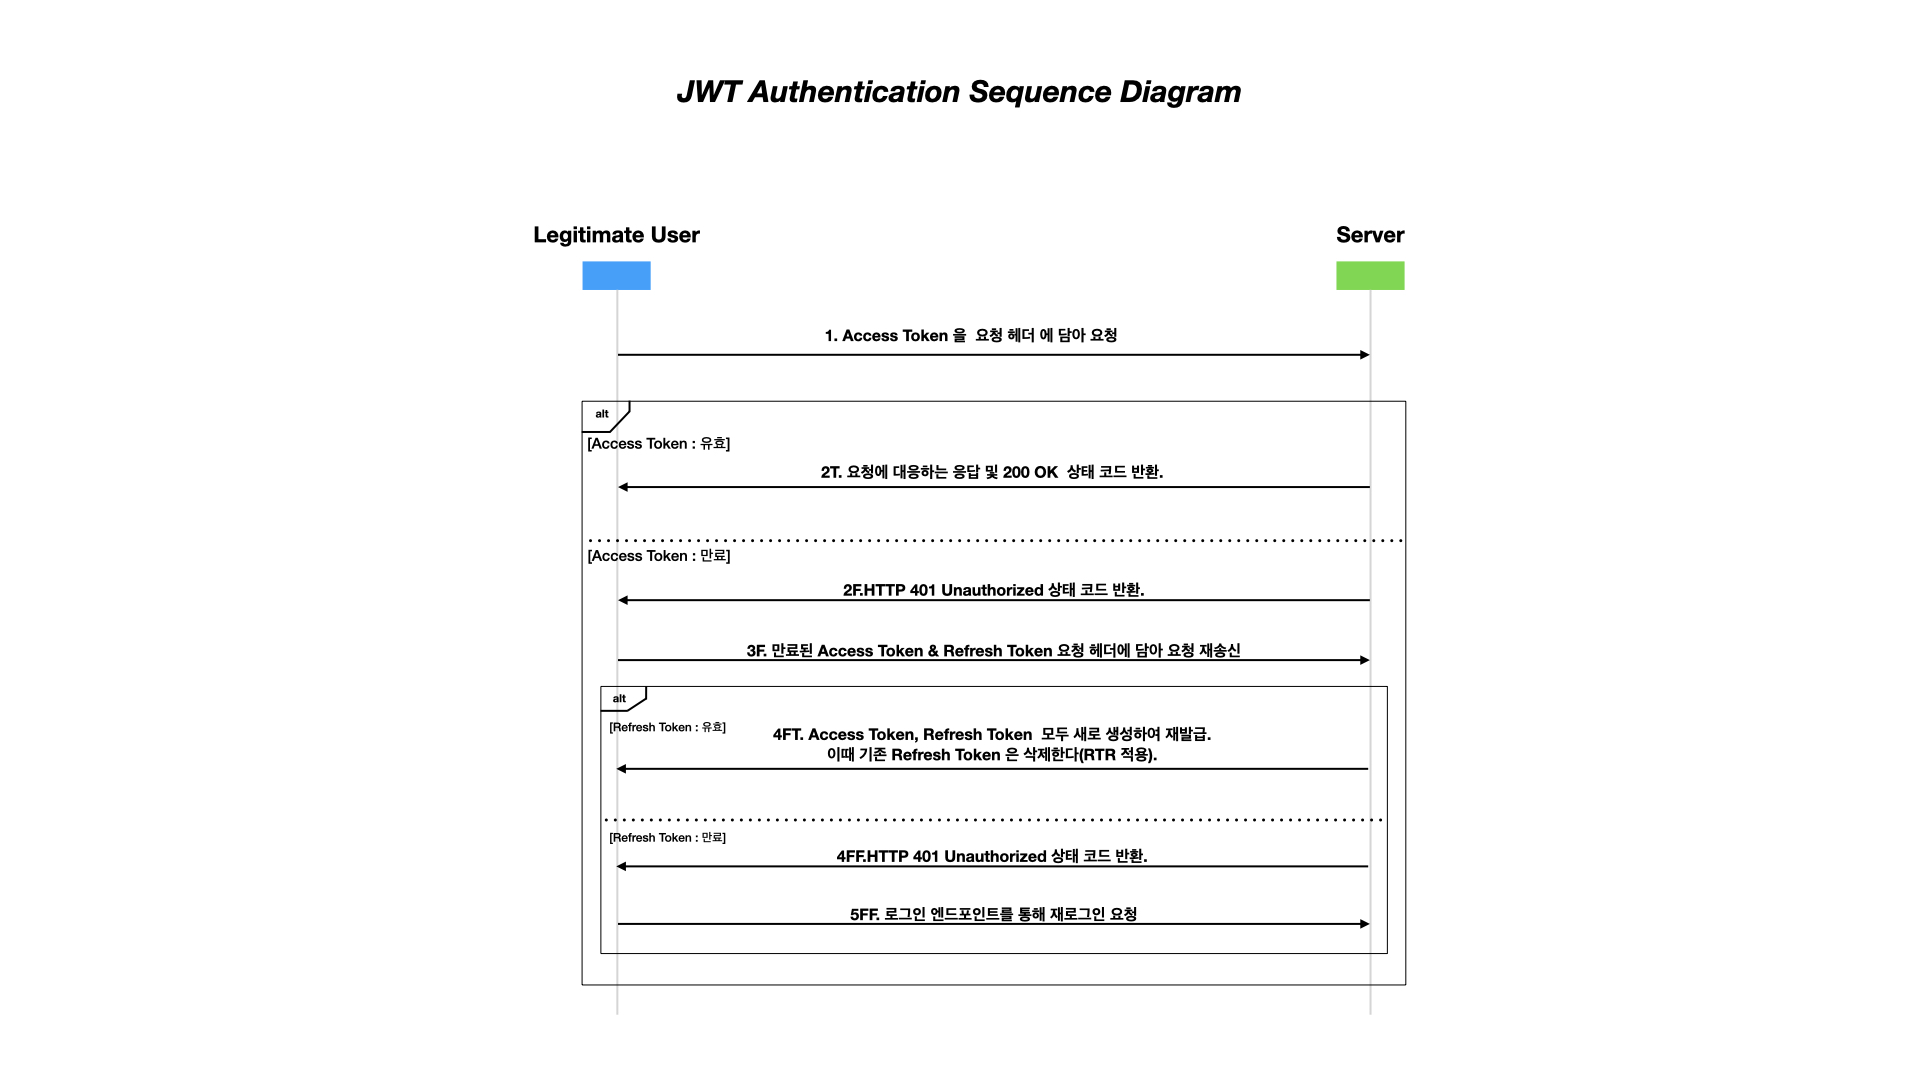 JWT Authentication Sequence Diagram
Legitimate User
Server
1. Access Token 을  요청 헤더 에 담아 요청
alt
[Access Token : 유효]
2T. 요청에 대응하는 응답 및 200 OK  상태 코드 반환.
[Access Token : 만료]
2F.HTTP 401 Unauthorized 상태 코드 반환.
3F. 만료된 Access Token & Refresh Token 요청 헤더에 담아 요청 재송신
alt
[Refresh Token : 유효]
4FT. Access Token, Refresh Token  모두 새로 생성하여 재발급.
이때 기존 Refresh Token 은 삭제한다(RTR 적용).
[Refresh Token : 만료]
4FF.HTTP 401 Unauthorized 상태 코드 반환.
5FF. 로그인 엔드포인트를 통해 재로그인 요청